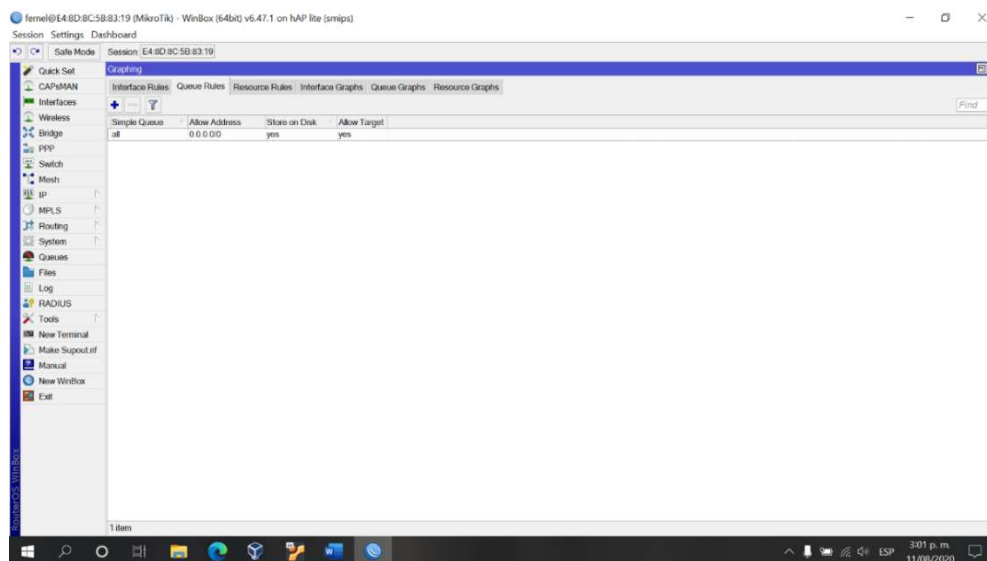 fernel@E4:8D:8C:5B:83:19 (MikroTik) - WinBox (64bit) v6.47.1 on hAP lite (smips)
Session Settings Dashboard
Safe Mode Session: E4:8D:8C:5B:83:19
Quick Set
CAPsMAN
Interfaces
Wireless
Bridge
PPP
Switch
Mesh
IP
MPLS
Routing
System
Queues
Files
Log
RADIUS
Tools
New Terminal
Make Supout.rif
Manual
New WinBox
Exit
RouterOS WinBox
Graphing
Interface Rules Queue Rules Resource Rules Interface Graphs Queue Graphs Resource Graphs
Find
Simple Queue Allow Address Store on Disk Allow Target
all 0.0.0.0/0 yes yes
1 item
ESP 3:01 p. m.
11/08/2020